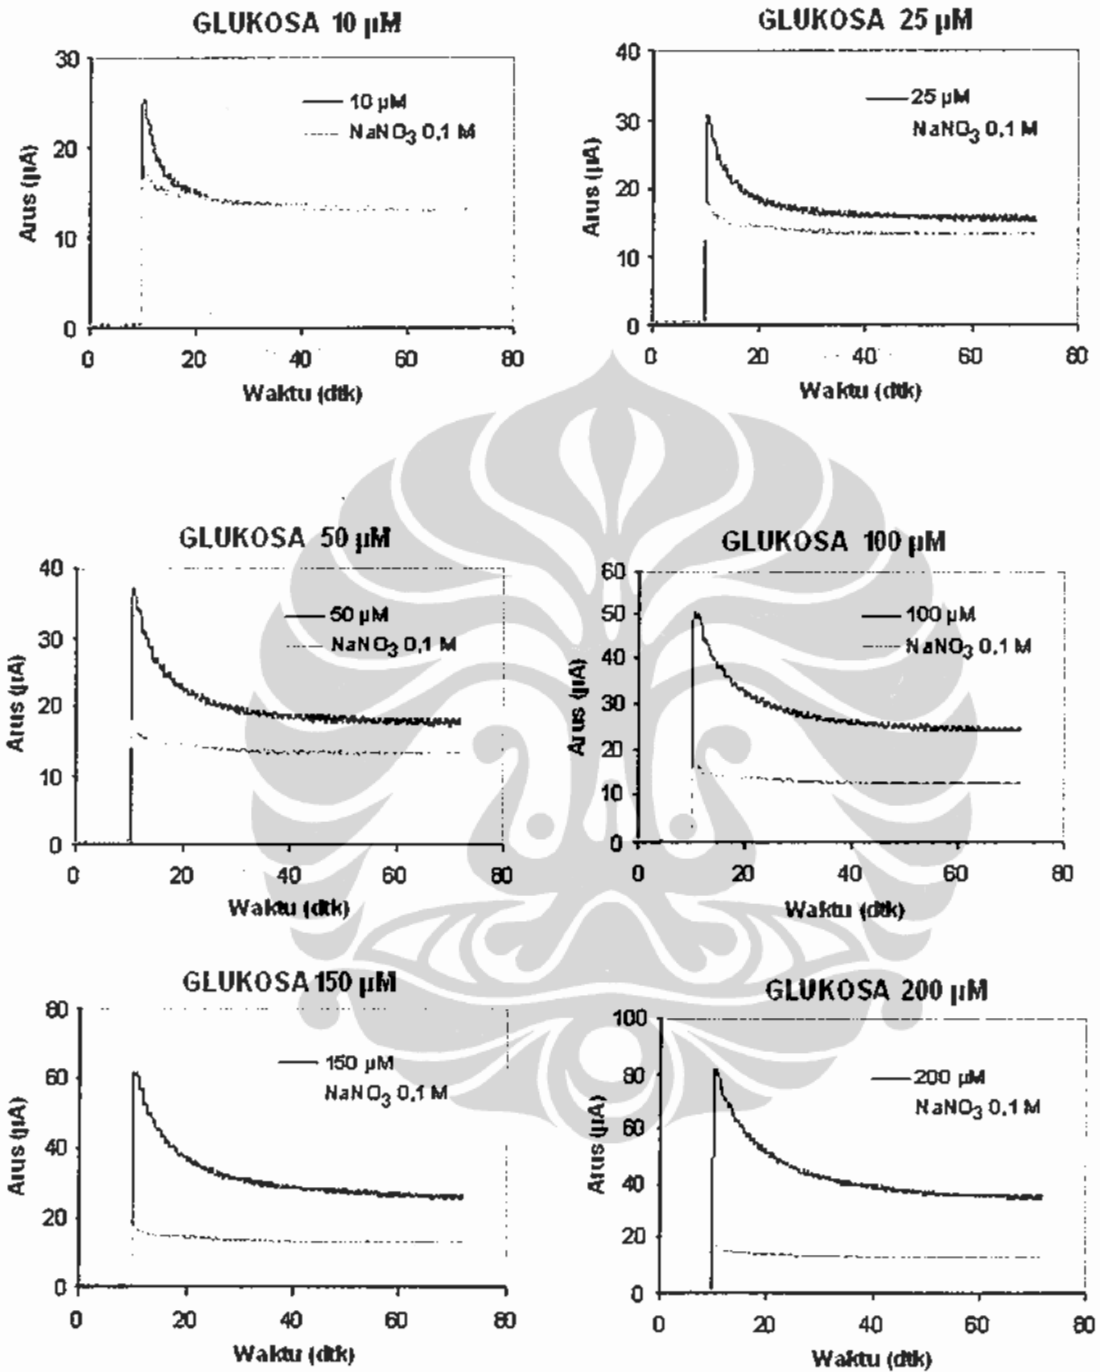 GLUKOSA 10 µM
30
20
10
0
0 20 40 60 80
Arus (µA)
Waktu (dtk)
10 µM
NaNO3 0,1 M
GLUKOSA 25 µM
40
30
20
10
0
0 20 40 60 80
Arus (µA)
Waktu (dtk)
25 µM
NaNO3 0,1 M
GLUKOSA 50 µM
40
30
20
10
0
0 20 40 60 80
Arus (µA)
Waktu (dtk)
50 µM
NaNO3 0,1 M
GLUKOSA 100 µM
60
50
40
30
20
10
0
0 20 40 60 80
Arus (µA)
Waktu (dtk)
100 µM
NaNO3 0,1 M
GLUKOSA 150 µM
80
60
40
20
0
0 20 40 60 80
Arus (µA)
Waktu (dtk)
150 µM
NaNO3 0,1 M
GLUKOSA 200 µM
100
80
60
40
20
0
0 20 40 60 80
Arus (µA)
Waktu (dtk)
200 µM
NaNO3 0,1 M